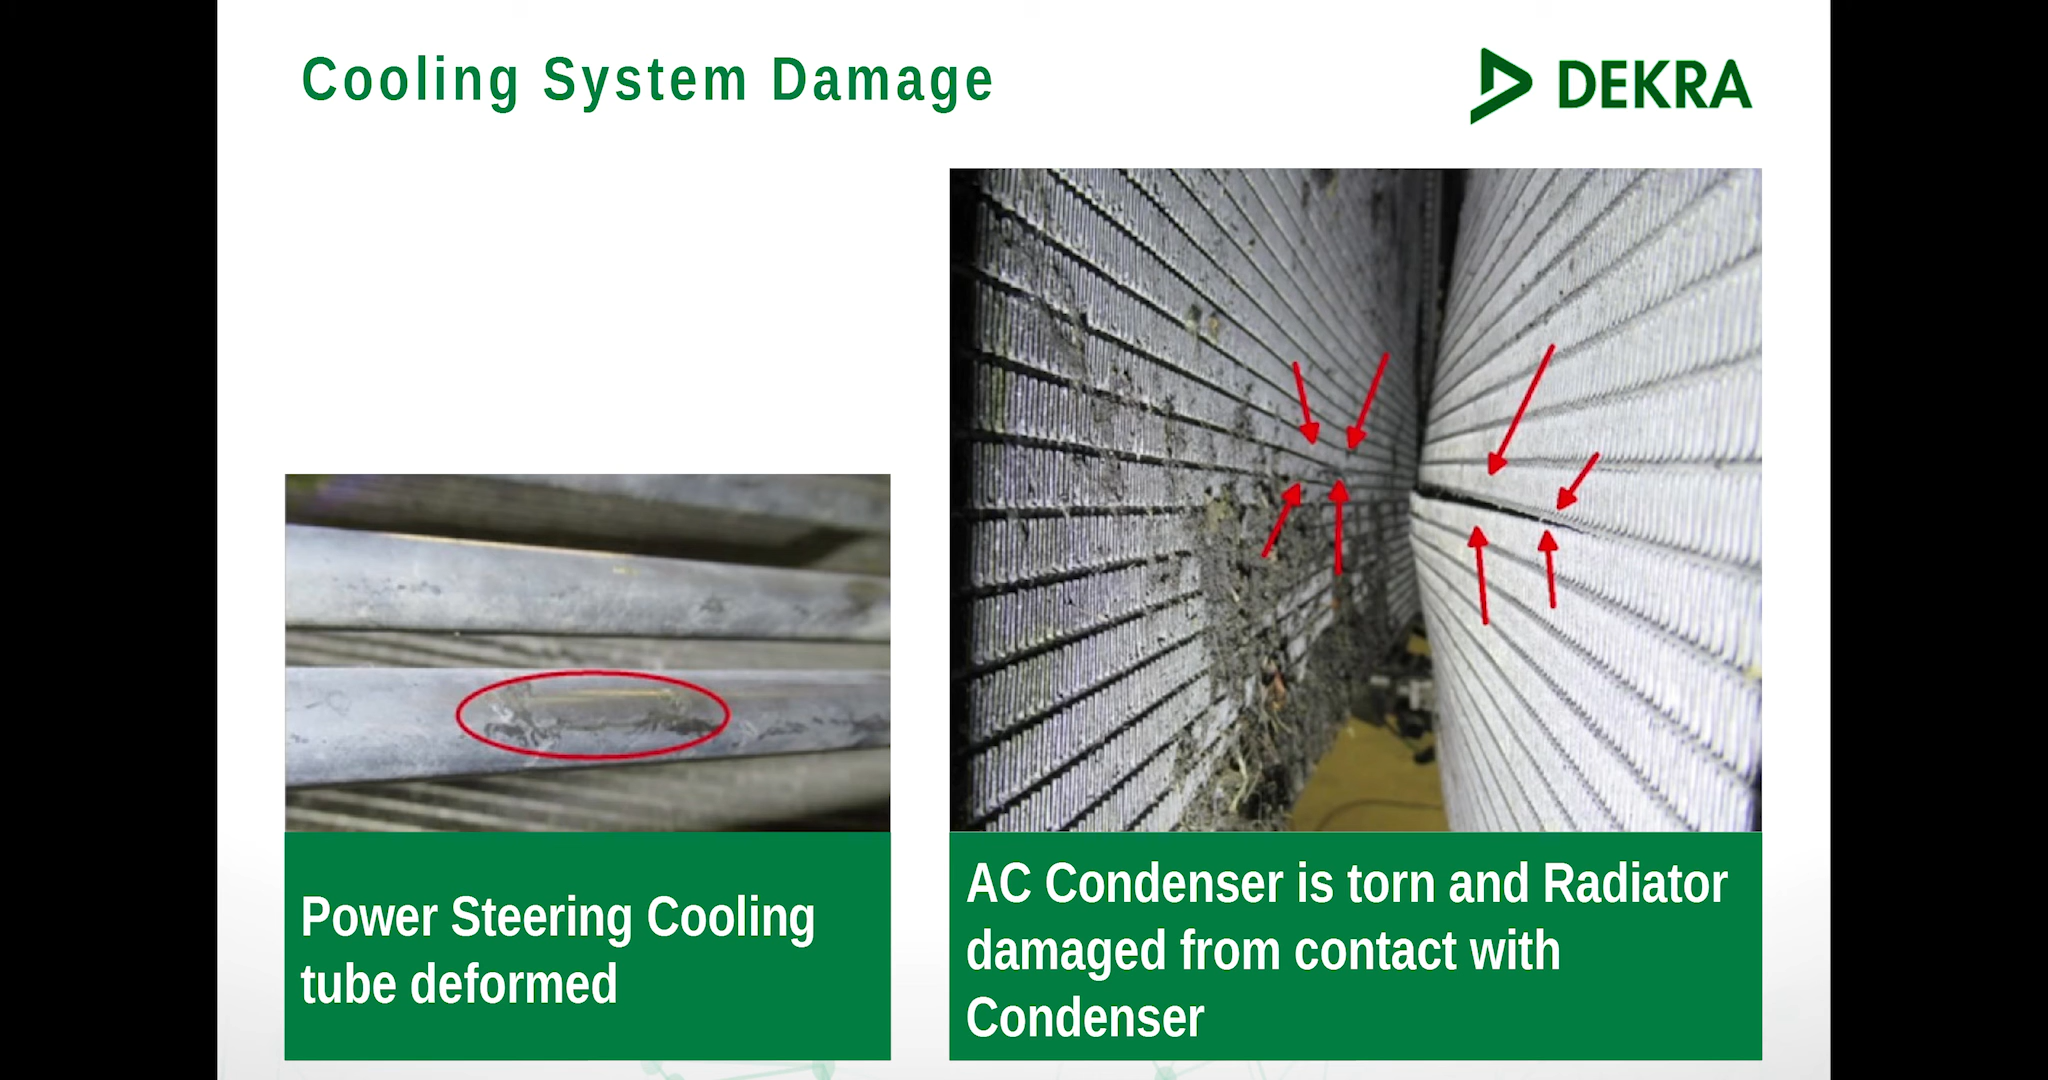 Cooling System Damage
DEKRA
Power Steering Cooling
tube deformed
AC Condenser is torn and Radiator
damaged from contact with
Condenser